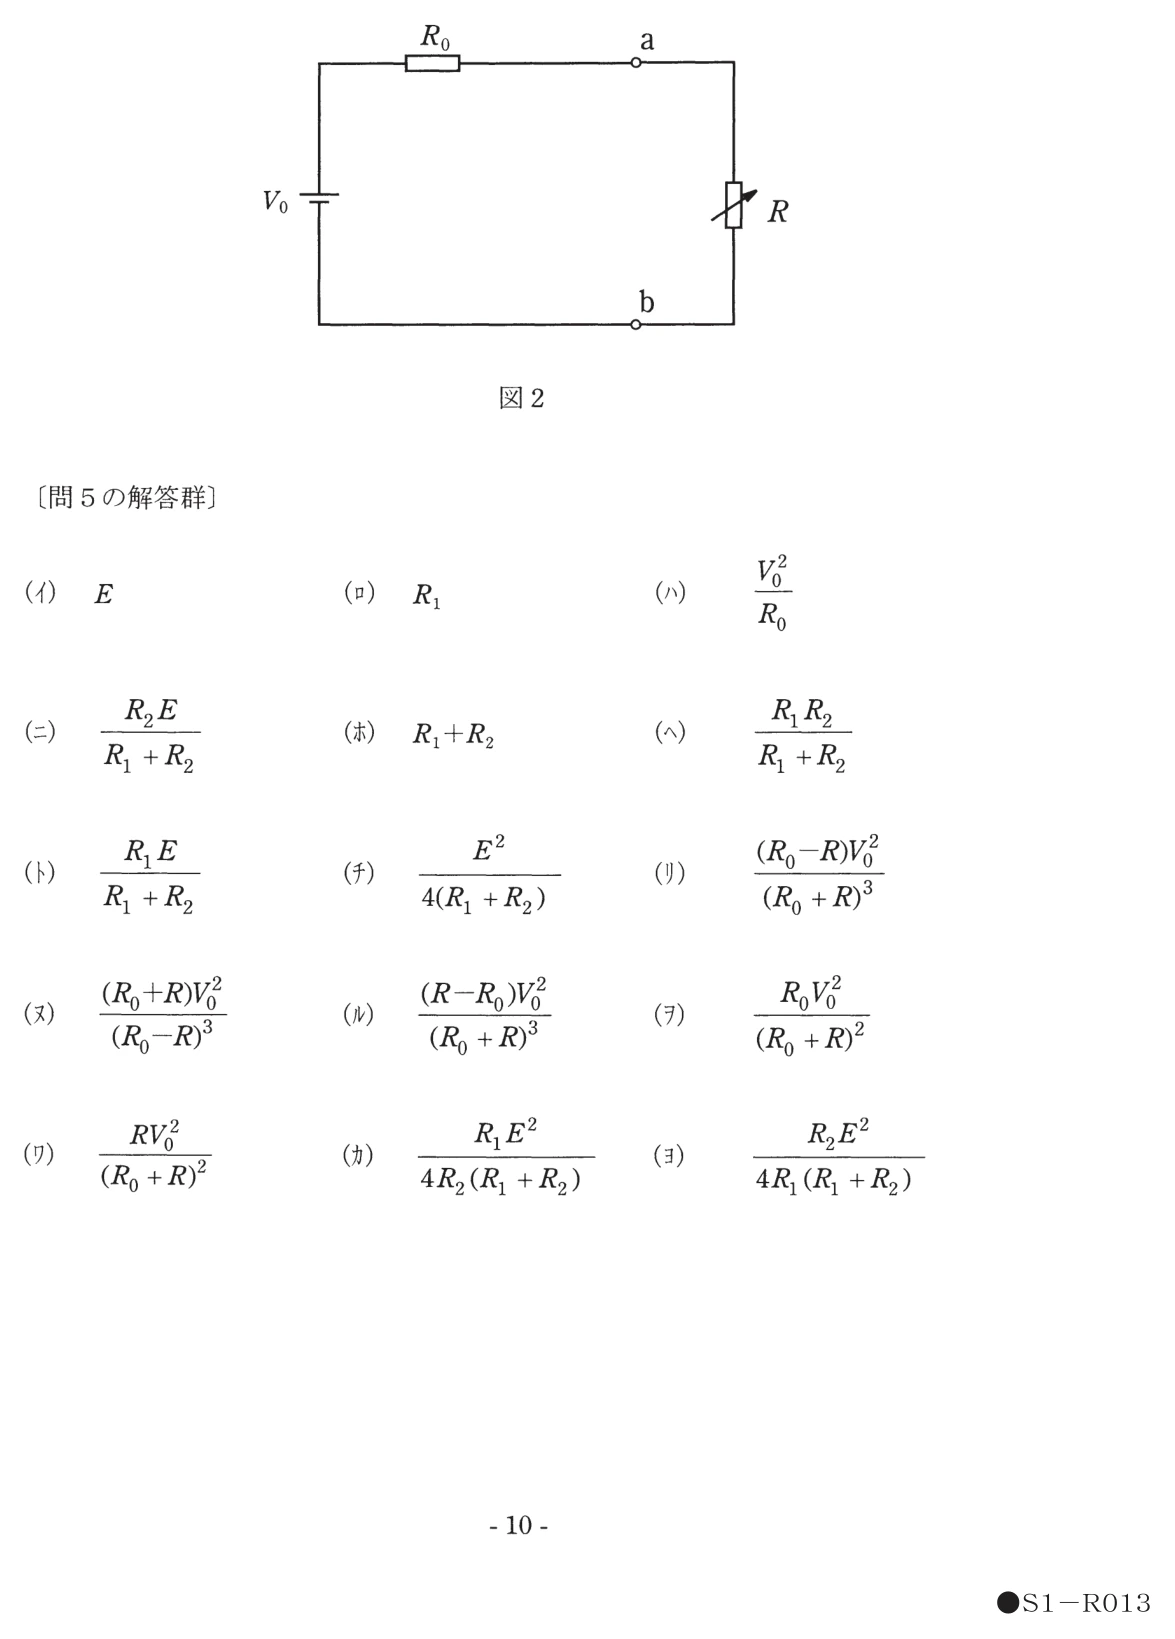 R₀
a
V₀
R
b
図2
〔問5の解答群〕
(イ) E (ロ) R₁ (ハ) V₀²/R₀
(ニ) R₂E/(R₁+R₂) (ホ) R₁+R₂ (ヘ) R₁R₂/(R₁+R₂)
(ト) R₁E/(R₁+R₂) (チ) E²/4(R₁+R₂) (リ) (R₀-R)V₀²/(R₀+R)³
(ヌ) (R₀+R)V₀²/(R₀-R)³ (ル) (R-R₀)V₀²/(R₀+R)³ (ヲ) R₀V₀²/(R₀+R)²
(ワ) RV₀²/(R₀+R)² (カ) R₁E²/4R₂(R₁+R₂) (ヨ) R₂E²/4R₁(R₁+R₂)
- 10 -
●S1－R013